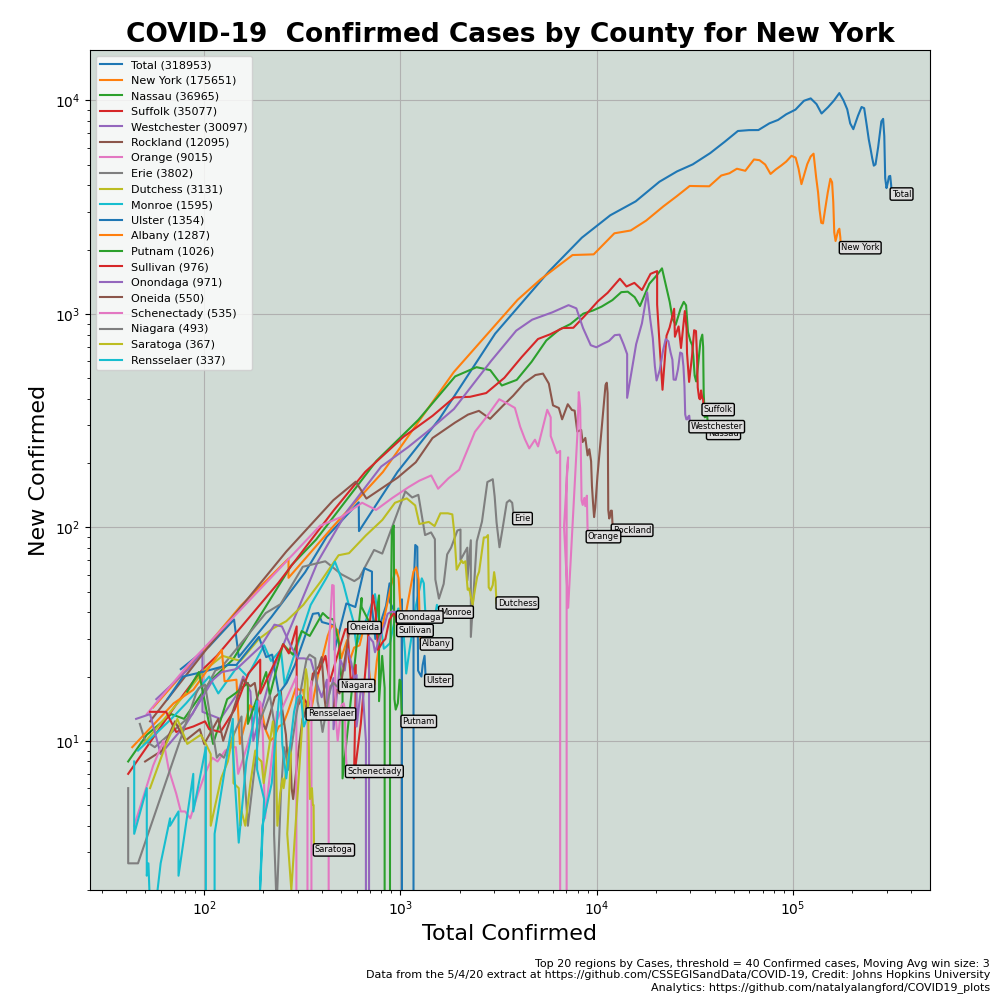 COVID-19  Confirmed Cases by County for New York
Total (318953)
New York (175651)
Nassau (36965)
Suffolk (35077)
Westchester (30097)
Rockland (12095)
Orange (9015)
Erie (3802)
Dutchess (3131)
Monroe (1595)
Ulster (1354)
Albany (1287)
Putnam (1026)
Sullivan (976)
Onondaga (971)
Oneida (550)
Schenectady (535)
Niagara (493)
Saratoga (367)
Rensselaer (337)
10⁴
10³
10²
10¹
New Confirmed
Total
New York
Suffolk
Westchester
Nassau
Erie
Rockland
Orange
Dutchess
Monroe
Onondaga
Oneida
Sullivan
Albany
Ulster
Niagara
Rensselaer
Putnam
Schenectady
Saratoga
10²
10³
10⁴
10⁵
Total Confirmed
Top 20 regions by Cases, threshold = 40 Confirmed cases, Moving Avg win size: 3
Data from the 5/4/20 extract at https://github.com/CSSEGISandData/COVID-19, Credit: Johns Hopkins University
Analytics: https://github.com/natalyalangford/COVID19_plots